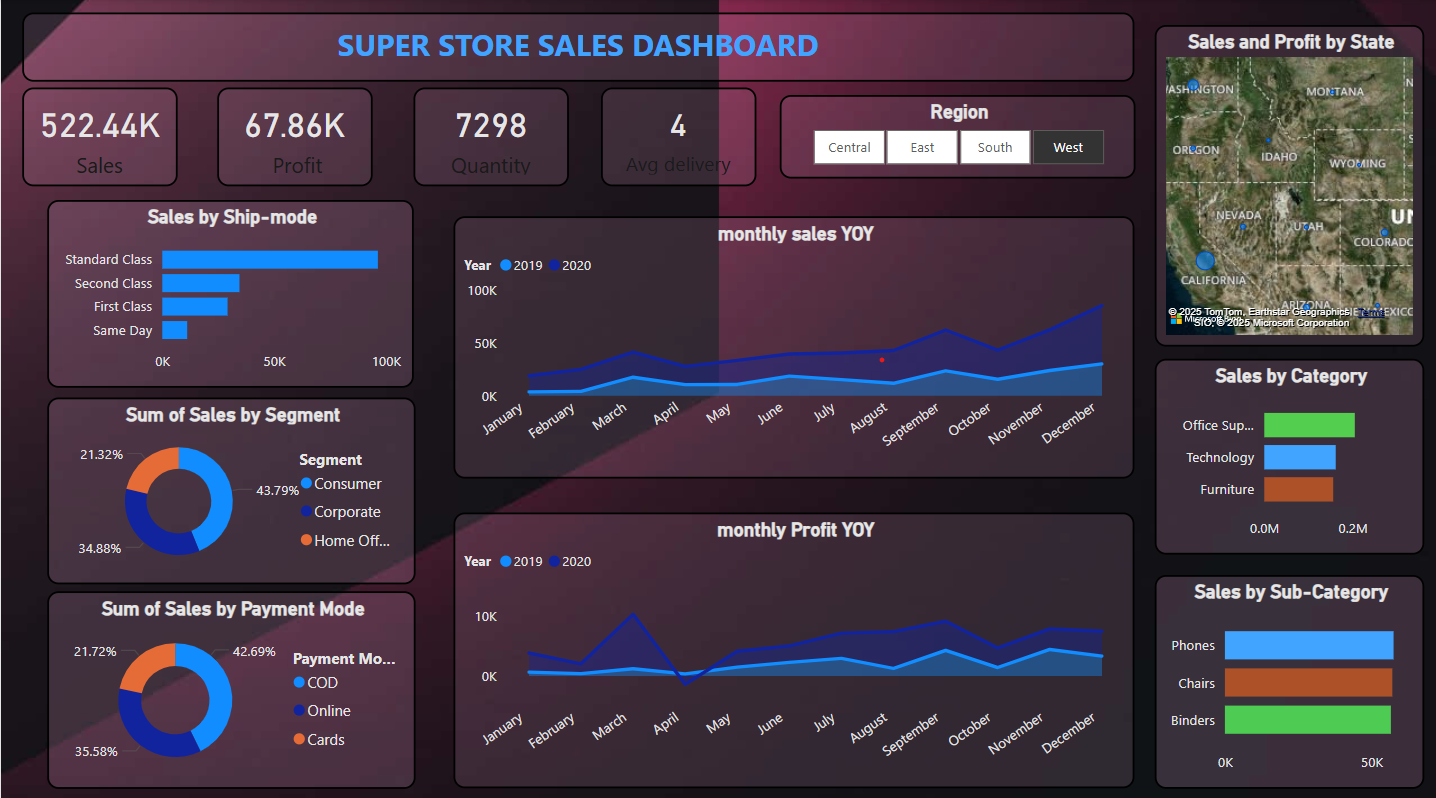 SUPER STORE SALES DASHBOARD
522.44K
Sales
67.86K
Profit
7298
Quantity
4
Avg delivery
Region
Central East South West
Sales by Ship-mode
Standard Class
Second Class
First Class
Same Day
0K 50K 100K
Sum of Sales by Segment
21.32%
43.79%
34.88%
Segment
Consumer
Corporate
Home Off...
Sum of Sales by Payment Mode
21.72%
42.69%
35.58%
Payment Mo...
COD
Online
Cards
monthly sales YOY
Year 2019 2020
100K
50K
0K
January February March April May June July August September October November December
monthly Profit YOY
Year 2019 2020
10K
0K
January February March April May June July August September October November December
Sales and Profit by State
WASHINGTON
MONTANA
N
OREGON
IDAHO
WYOMING
NEVADA
UTAH
UN
COLORADO
CALIFORNIA
ARIZONA
NEW MEXICO
© 2025 TomTom, Earthstar Geographics
SIO, © 2025 Microsoft Corporation
Terms
Sales by Category
Office Sup...
Technology
Furniture
0.0M 0.2M
Sales by Sub-Category
Phones
Chairs
Binders
0K 50K